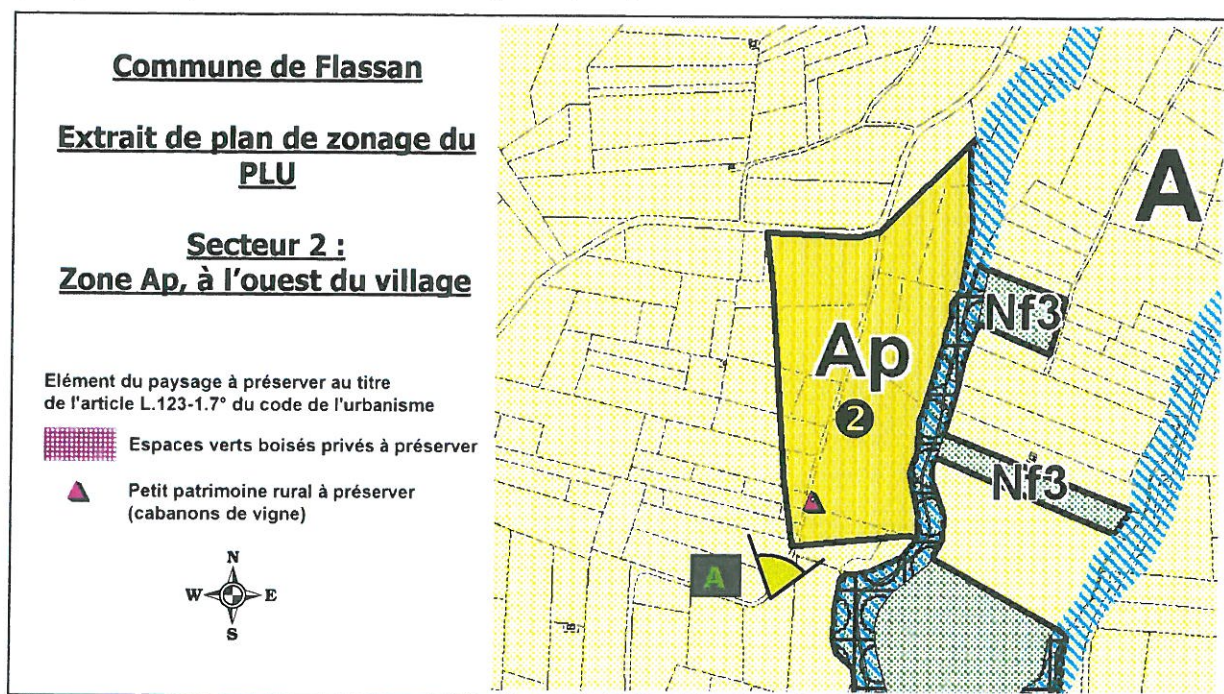 Commune de Flassan
Extrait de plan de zonage du
PLU
Secteur 2 :
Zone Ap, à l'ouest du village
Elément du paysage à préserver au titre
de l'article L.123-1.7° du code de l'urbanisme
Espaces verts boisés privés à préserver
Petit patrimoine rural à préserver
(cabanons de vigne)
N
W E
S
A
Nf3
Ap
2
Nf3
A